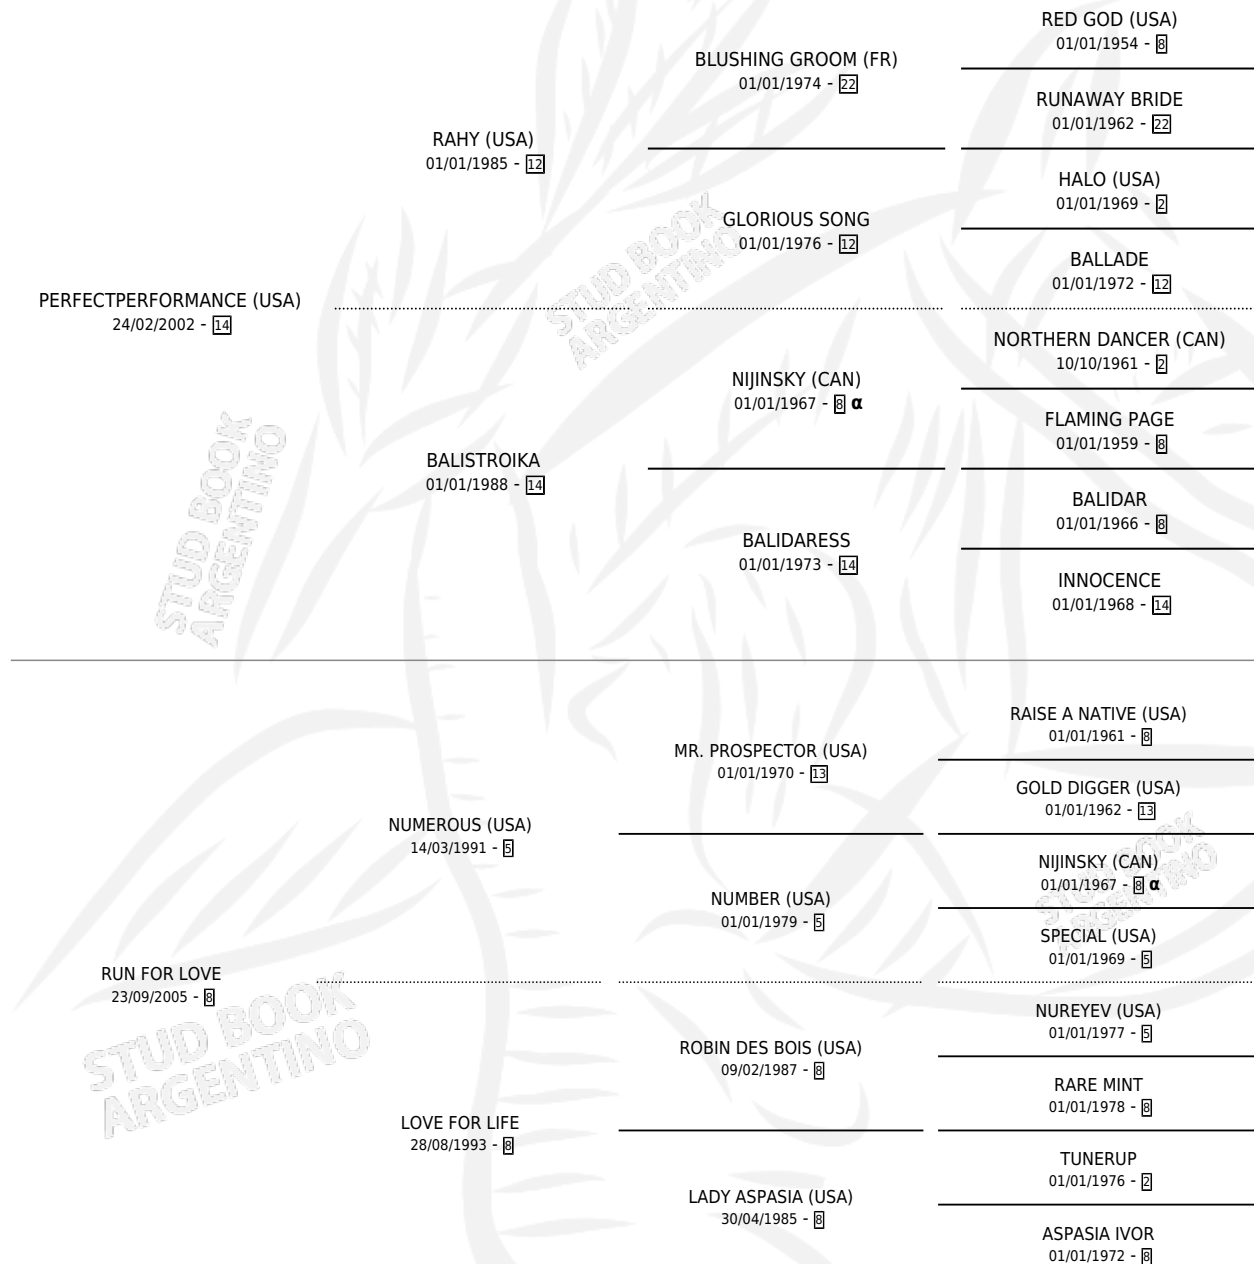 RED GOD (USA)
01/01/1954 - 8
BLUSHING GROOM (FR)
01/01/1974 - 22
RUNAWAY BRIDE
01/01/1962 - 22
RAHY (USA)
01/01/1985 - 12
HALO (USA)
01/01/1969 - 2
GLORIOUS SONG
01/01/1976 - 12
BALLADE
01/01/1972 - 12
STUD BOOK
ARGENTINO
PERFECTPERFORMANCE (USA)
24/02/2002 - 14
NORTHERN DANCER (CAN)
10/10/1961 - 2
NIJINSKY (CAN)
01/01/1967 - 8 α
FLAMING PAGE
01/01/1959 - 8
BALISTROIKA
01/01/1988 - 14
BALIDAR
01/01/1966 - 8
BALIDARESS
01/01/1973 - 14
INNOCENCE
01/01/1968 - 14
STUD BOOK
ARGENTINO
RAISE A NATIVE (USA)
01/01/1961 - 8
MR. PROSPECTOR (USA)
01/01/1970 - 13
GOLD DIGGER (USA)
01/01/1962 - 13
NUMEROUS (USA)
14/03/1991 - 5
NIJINSKY (CAN)
01/01/1967 - 8 α
STUD BOOK
ARGENTINO
NUMBER (USA)
01/01/1979 - 5
SPECIAL (USA)
01/01/1969 - 5
RUN FOR LOVE
23/09/2005 - 8
STUD BOOK
ARGENTINO
NUREYEV (USA)
01/01/1977 - 5
ROBIN DES BOIS (USA)
09/02/1987 - 8
RARE MINT
01/01/1978 - 8
LOVE FOR LIFE
28/08/1993 - 8
TUNERUP
01/01/1976 - 2
LADY ASPASIA (USA)
30/04/1985 - 8
ASPASIA IVOR
01/01/1972 - 8